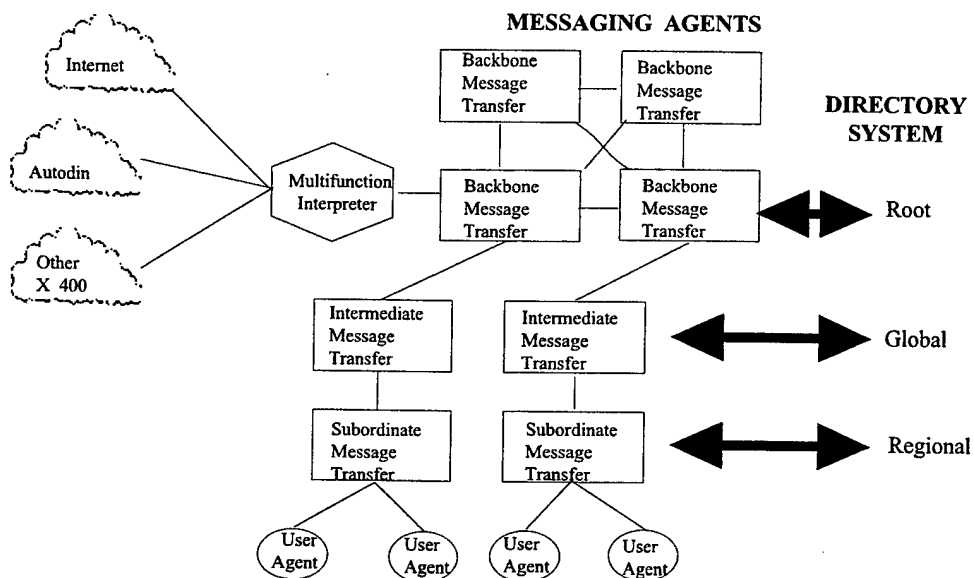 MESSAGING AGENTS
Internet
Autodin
Other
X 400
Multifunction
Interpreter
Backbone
Message
Transfer
Backbone
Message
Transfer
DIRECTORY
SYSTEM
Backbone
Message
Transfer
Backbone
Message
Transfer
Root
Intermediate
Message
Transfer
Intermediate
Message
Transfer
Global
Subordinate
Message
Transfer
Subordinate
Message
Transfer
Regional
User
Agent
User
Agent
User
Agent
User
Agent